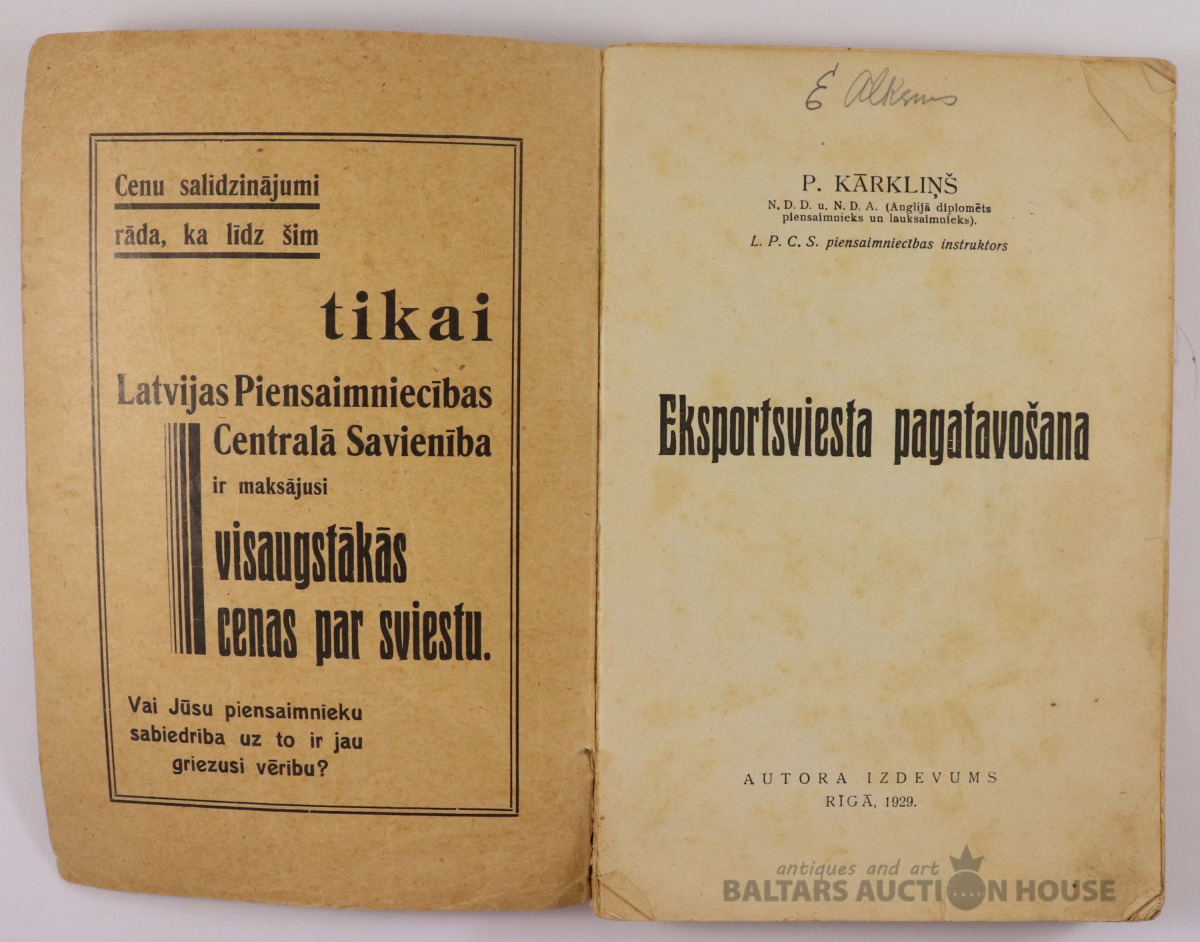 Cenu salīdzinājumi
rāda, ka līdz šim
tikai
Latvijas Piensaimniecības
Centralā Savienība
ir maksājusi
visaugstākās
cenas par sviestu.
Vai Jūsu piensaimnieku
sabiedrība uz to ir jau
griezusi vērību?
E Alksnis
P. KĀRKLIŅŠ
N. D. D. u. N. D. A. (Anglijā diplomēts
piensaimnieks un lauksaimnieks).
L. P. C. S. piensaimniecības instruktors
Eksportsviesta pagatavošana
AUTORA IZDEVUMS
RĪGĀ, 1929.
antiques and art
BALTARS AUCTION HOUSE